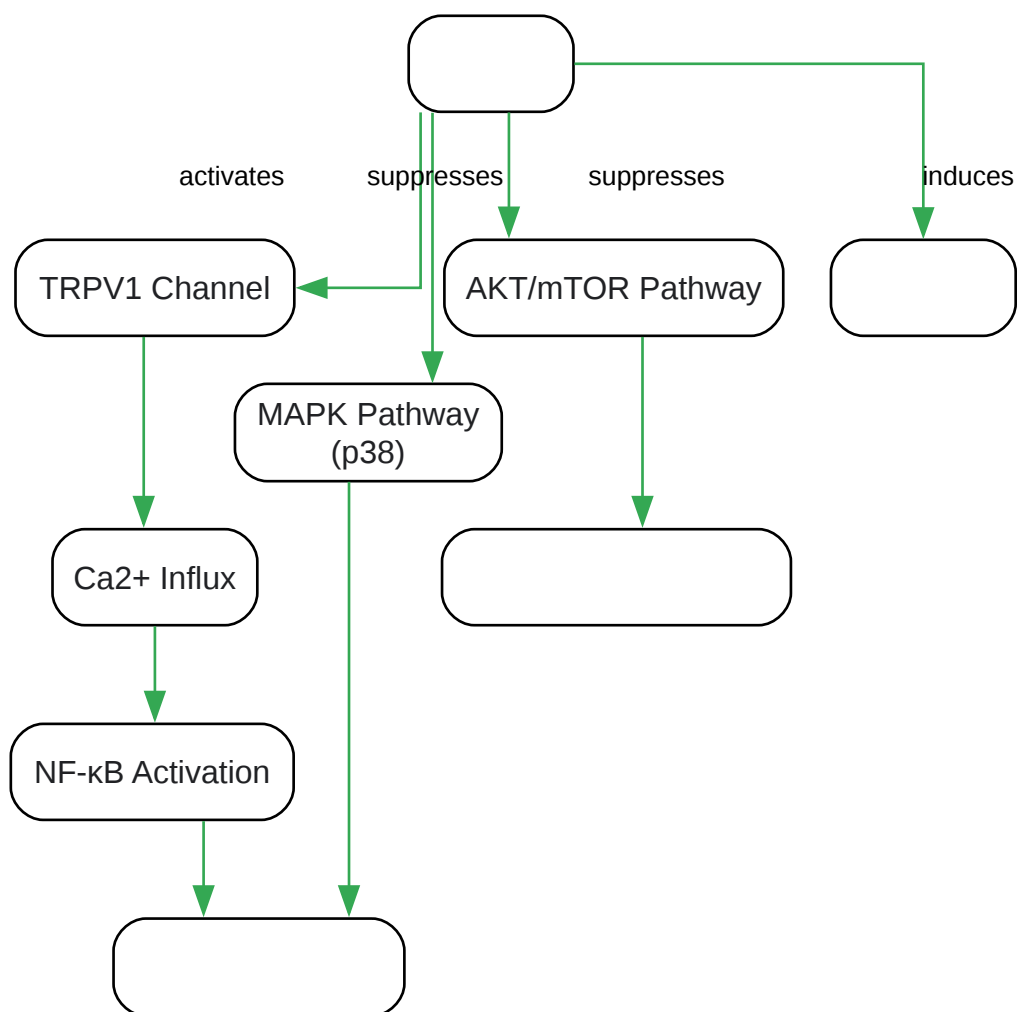 activates
suppresses
suppresses
induces
TRPV1 Channel
AKT/mTOR Pathway
MAPK Pathway
(p38)
Ca2+ Influx
NF-κB Activation